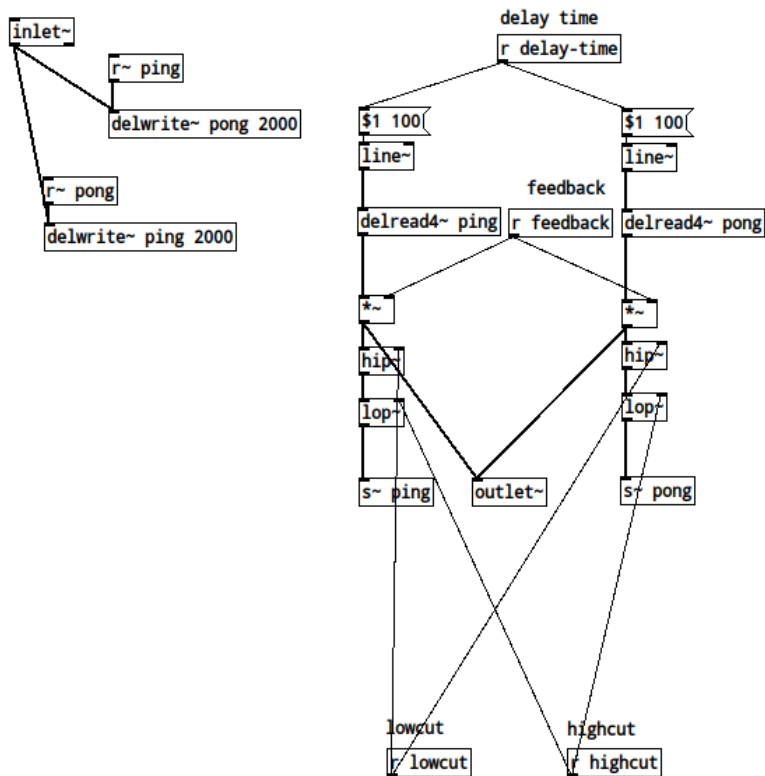 inlet~
r~ ping
delwrite~ pong 2000
r~ pong
delwrite~ ping 2000
delay time
r delay-time
$1 100
$1 100
line~
line~
feedback
delread4~ ping
r feedback
delread4~ pong
*~
*~
hip~
hip~
lop~
lop~
s~ ping
outlet~
s~ pong
lowcut
highcut
r lowcut
r highcut